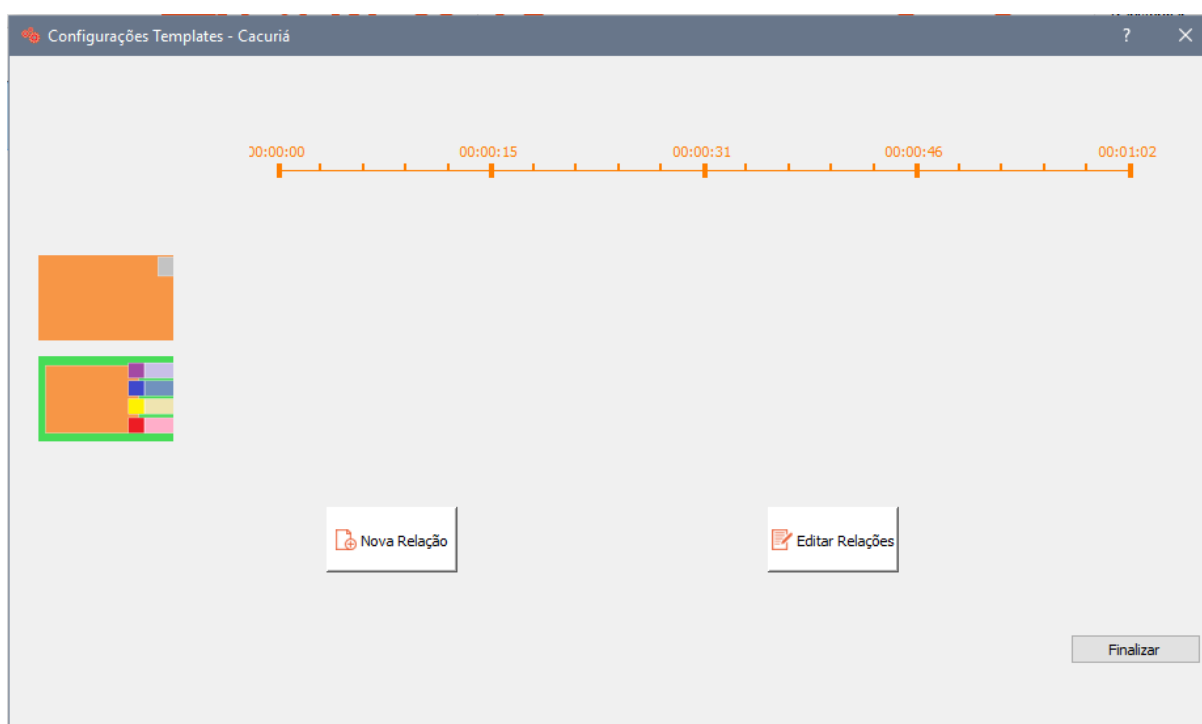 Configurações Templates - Cacuriá
?
00:00:00 00:00:15 00:00:31 00:00:46 00:01:02
Nova Relação
Editar Relações
Finalizar